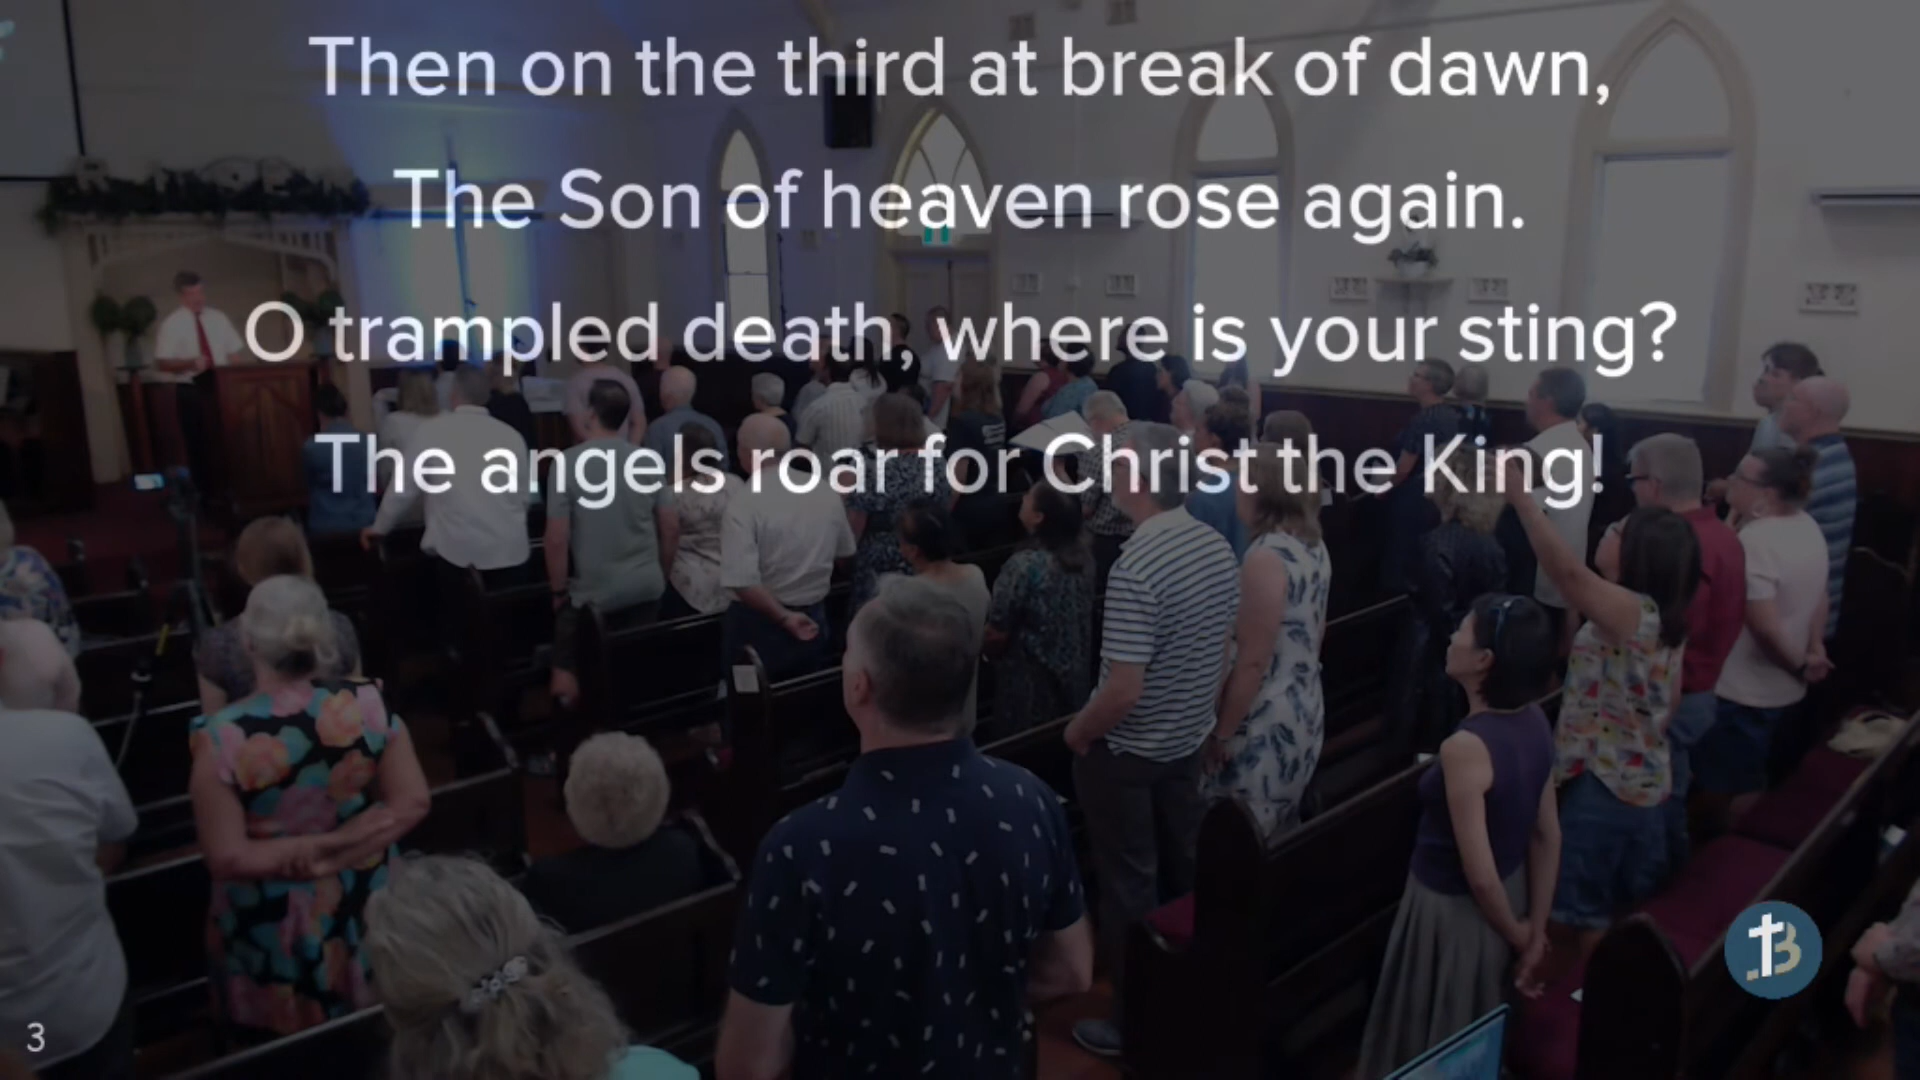 Then on the third at break of dawn,
The Son of heaven rose again.
O trampled death, where is your sting?
The angels roar for Christ the King!
3